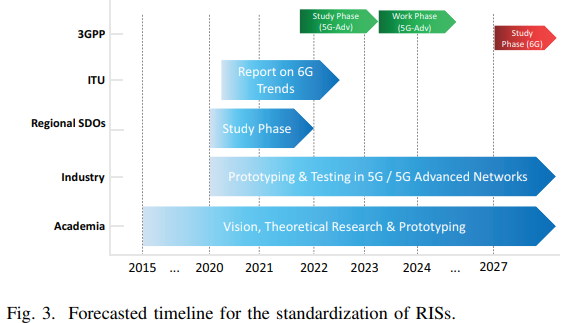 3GPP
Study Phase
(5G-Adv)
Work Phase
(5G-Adv)
Study
Phase (6G)
ITU
Report on 6G
Trends
Regional SDOs
Study Phase
Industry
Prototyping & Testing in 5G / 5G Advanced Networks
Academia
Vision, Theoretical Research & Prototyping
2015 ... 2020 2021 2022 2023 2024 ... 2027
Fig. 3. Forecasted timeline for the standardization of RISs.